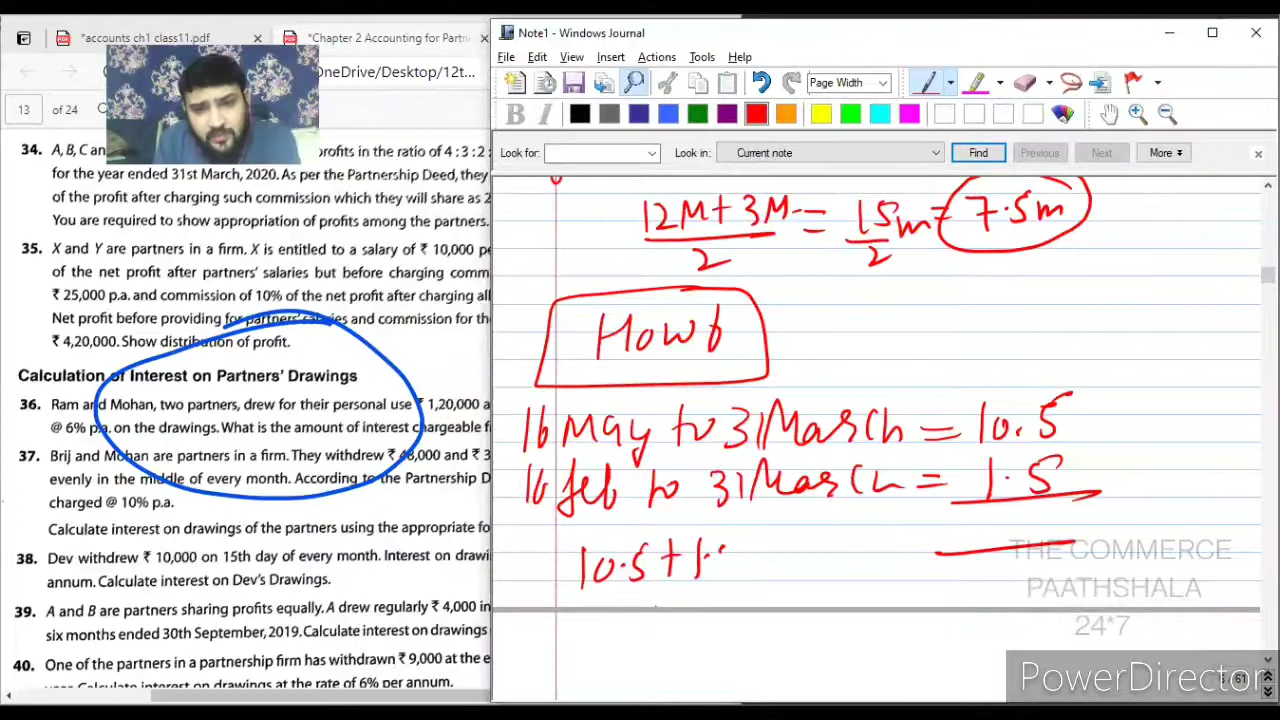 *accounts ch1 class11.pdf
*Chapter 2 Accounting for Partn
OneDrive/Desktop/12t...
13 of 24
34. A, B, C an profits in the ratio of 4 : 3 : 2 :
for the year ended 31st March, 2020. As per the Partnership Deed, they
of the profit after charging such commission which they will share as 2
You are required to show appropriation of profits among the partners.
35. X and Y are partners in a firm. X is entitled to a salary of ₹ 10,000 pe
of the net profit after partners' salaries but before charging comm
₹ 25,000 p.a. and commission of 10% of the net profit after charging all
Net profit before providing for partners' salaries and commission for the
₹ 4,20,000. Show distribution of profit.
Calculation of Interest on Partners' Drawings
36. Ram and Mohan, two partners, drew for their personal use ₹ 1,20,000 a
@ 6% p.a. on the drawings. What is the amount of interest chargeable f
37. Brij and Mohan are partners in a firm. They withdrew ₹ 48,000 and ₹ 3
evenly in the middle of every month. According to the Partnership D
charged @ 10% p.a.
Calculate interest on drawings of the partners using the appropriate fo
38. Dev withdrew ₹ 10,000 on 15th day of every month. Interest on drawi
annum. Calculate interest on Dev's Drawings.
39. A and B are partners sharing profits equally. A drew regularly ₹ 4,000 in
six months ended 30th September, 2019. Calculate interest on drawings
40. One of the partners in a partnership firm has withdrawn ₹ 9,000 at the e
year. Calculate interest on drawings at the rate of 6% per annum.
Note1 - Windows Journal
File Edit View Insert Actions Tools Help
Page Width
B I
Look for: Look in: Current note Find Previous Next More
12M + 3M = 15m = 7.5m
2 2
16 May to 31 March = 10.5
16 feb to 31 March = 1.5
10.5 + 1.
THE COMMERCE
PAATHSHALA
24*7
PowerDirector